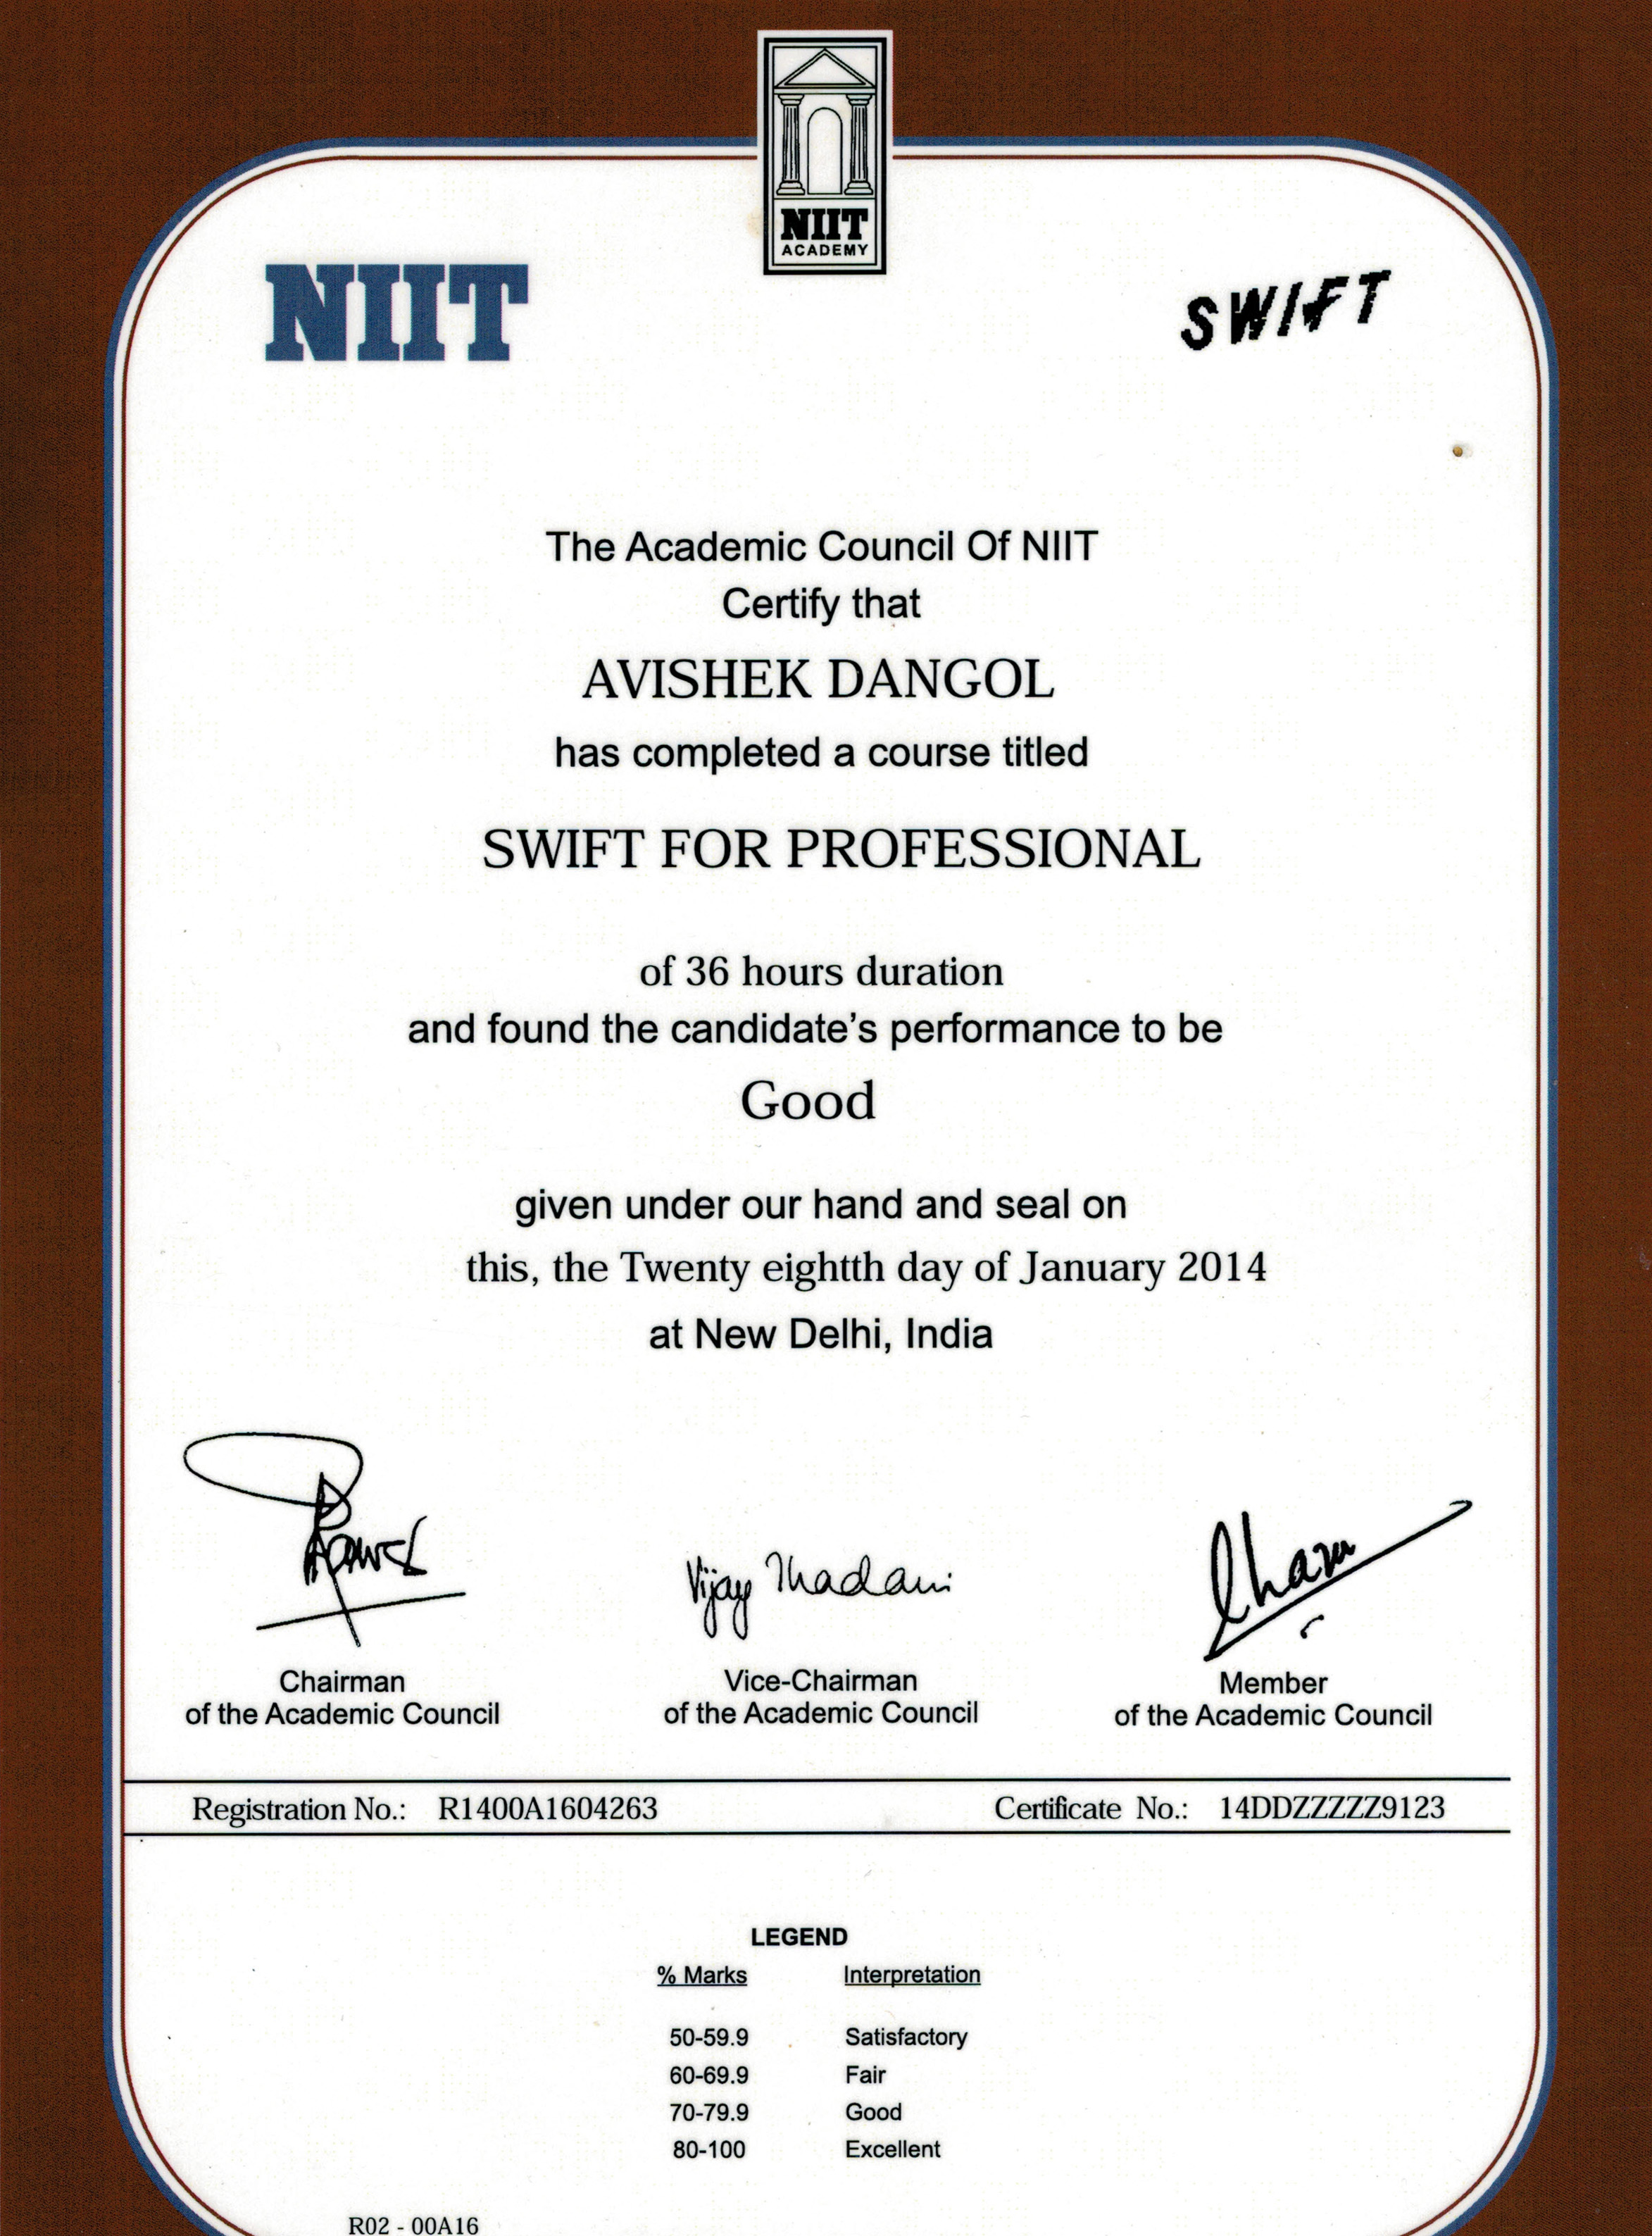 NIIT
ACADEMY
NIIT
SWIFT
The Academic Council Of NIIT
Certify that
AVISHEK DANGOL
has completed a course titled
SWIFT FOR PROFESSIONAL
of 36 hours duration
and found the candidate's performance to be
Good
given under our hand and seal on
this, the Twenty eightth day of January 2014
at New Delhi, India
Vijay Thadani
Chairman
of the Academic Council
Vice-Chairman
of the Academic Council
Member
of the Academic Council
Registration No.: R1400A1604263
Certificate No.: 14DDZZZZZ9123
LEGEND
% Marks Interpretation
50-59.9 Satisfactory
60-69.9 Fair
70-79.9 Good
80-100 Excellent
R02 - 00A16